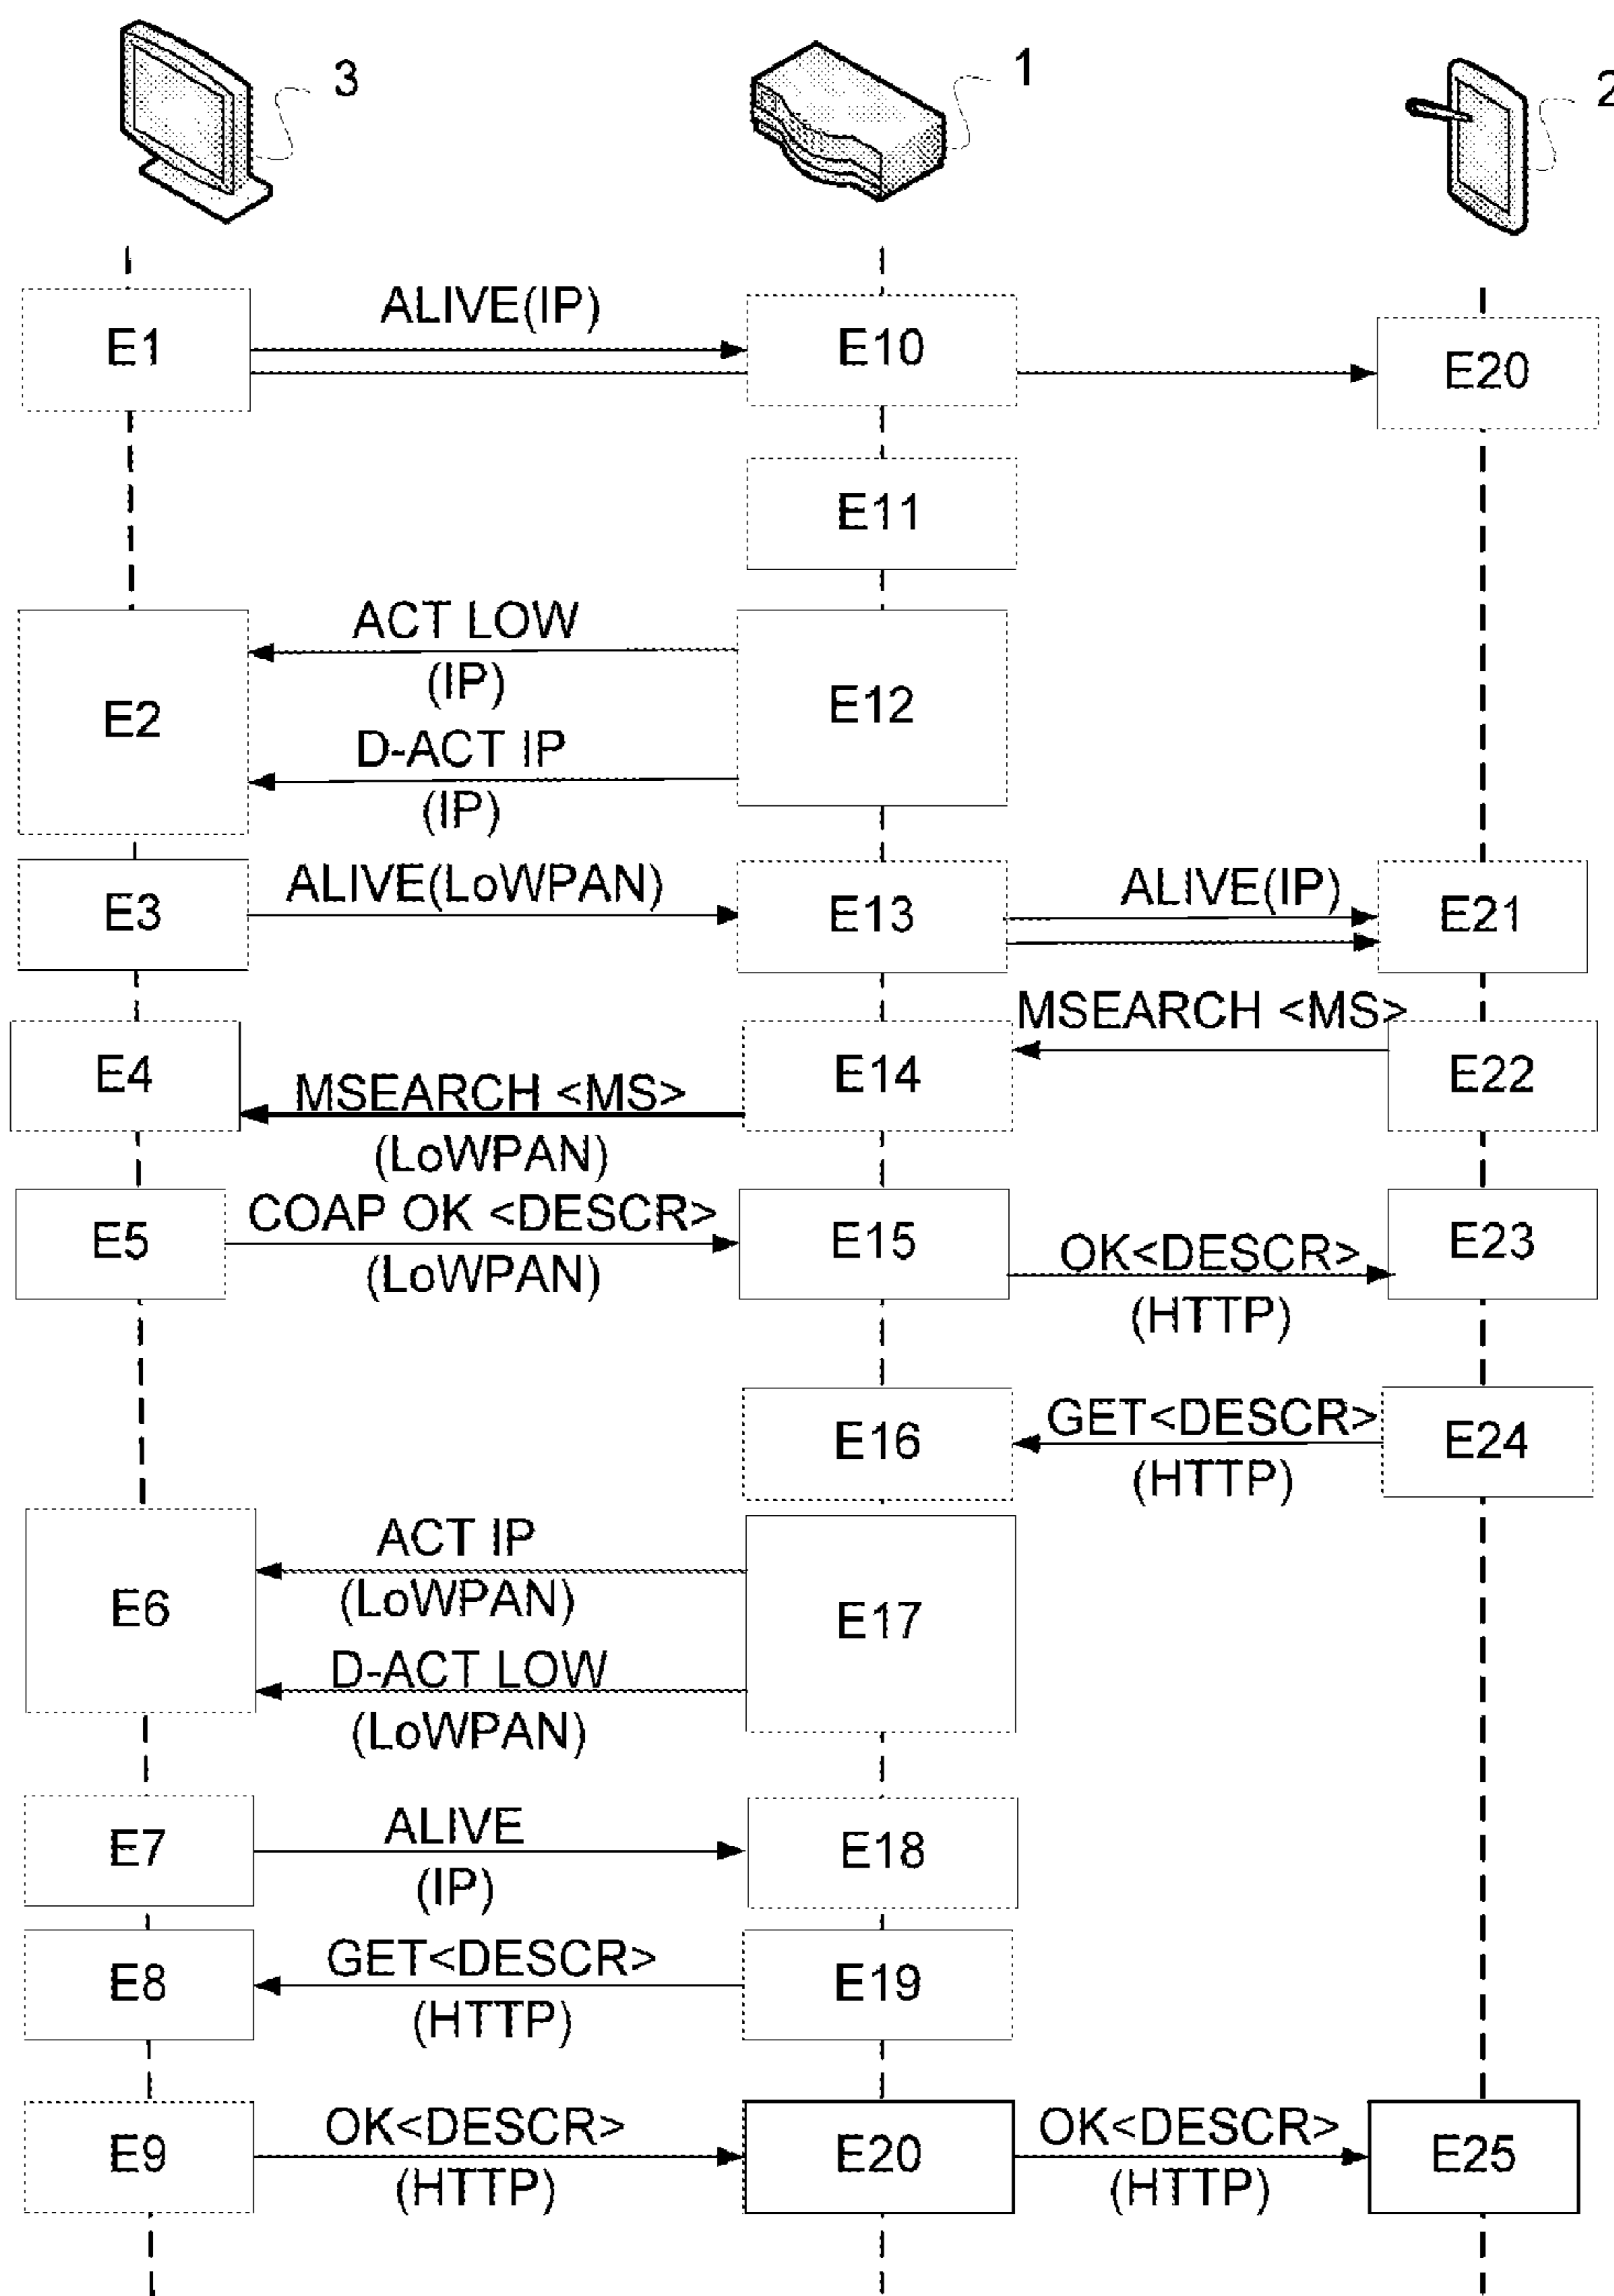 3
1
2
ALIVE(IP)
E1
E10
E20
E11
ACT LOW
(IP)
E2
E12
D-ACT IP
(IP)
ALIVE(LoWPAN)
ALIVE(IP)
E3
E13
E21
MSEARCH <MS>
E4
E14
E22
MSEARCH <MS>
(LoWPAN)
COAP OK <DESCR>
E5
E15
E23
(LoWPAN)
OK<DESCR>
(HTTP)
GET<DESCR>
E16
E24
(HTTP)
ACT IP
(LoWPAN)
E6
E17
D-ACT LOW
(LoWPAN)
ALIVE
E7
E18
(IP)
GET<DESCR>
E8
E19
(HTTP)
OK<DESCR>
OK<DESCR>
E9
E20
E25
(HTTP)
(HTTP)